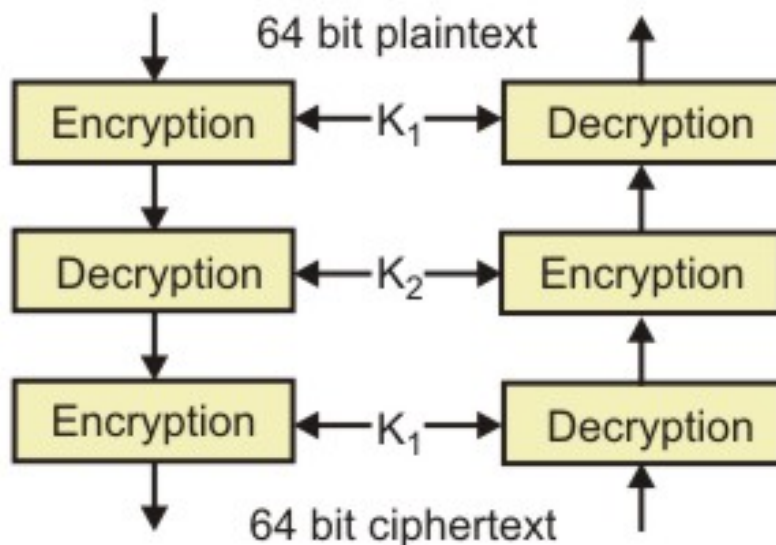 64 bit plaintext
Encryption K₁ Decryption
Decryption K₂ Encryption
Encryption K₁ Decryption
64 bit ciphertext